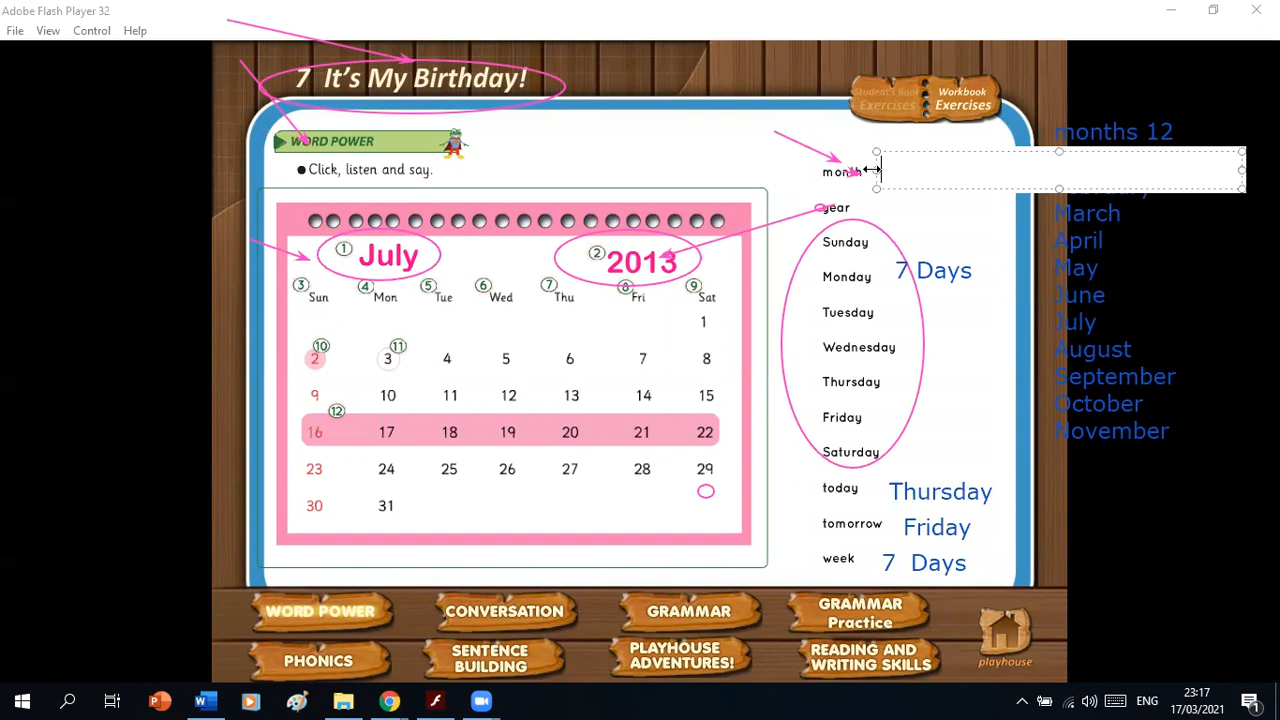 Adobe Flash Player 32
File View Control Help
7 It's My Birthday!
Student's Book Exercises
Workbook Exercises
WORD POWER
Click, listen and say.
1 July
2 2013
3 Sun 4 Mon 5 Tue 6 Wed 7 Thu 8 Fri 9 Sat
1
10 2 11 3 4 5 6 7 8
9 10 11 12 13 14 15
12 16 17 18 19 20 21 22
23 24 25 26 27 28 29
30 31
month
year
Sunday
Monday
Tuesday
Wednesday
Thursday
Friday
Saturday
today
tomorrow
week
7 Days
Thursday
Friday
7 Days
months 12
March
April
May
June
July
August
September
October
November
WORD POWER
CONVERSATION
GRAMMAR
GRAMMAR Practice
PHONICS
SENTENCE BUILDING
PLAYHOUSE ADVENTURES!
READING AND WRITING SKILLS
playhouse
ENG
23:17
17/03/2021